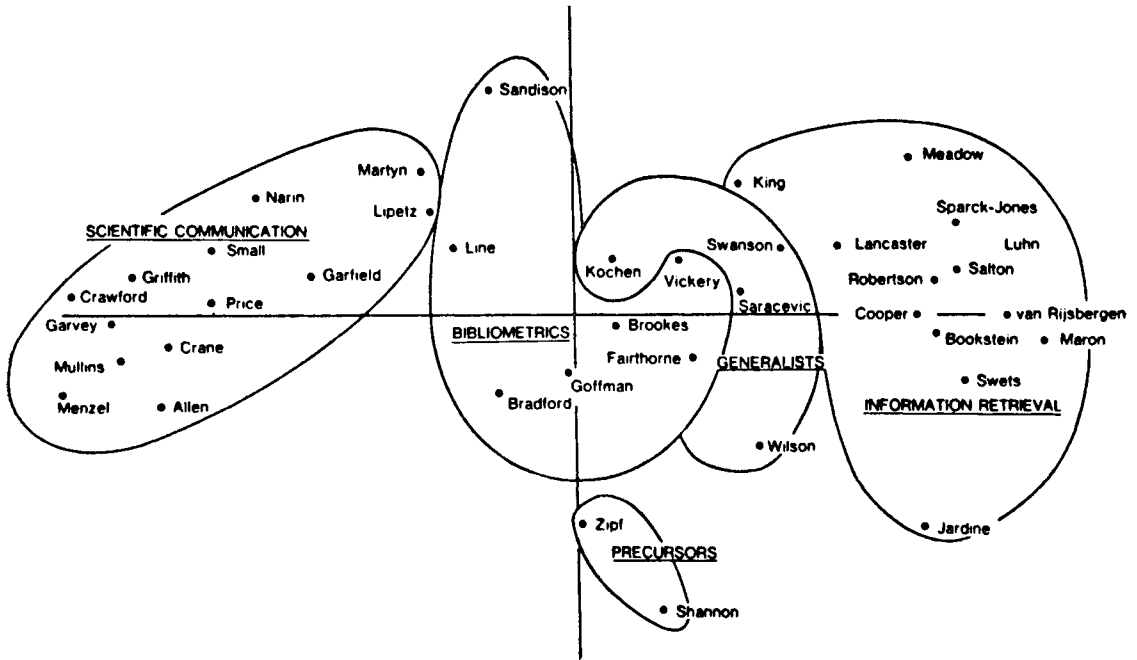 Sandison
Martyn
Narin
Lipetz
SCIENTIFIC COMMUNICATION
Small
Griffith
Garfield
Crawford
Price
Garvey
Crane
Mullins
Menzel
Allen
Line
BIBLIOMETRICS
Brookes
Fairthorne
Goffman
Bradford
Kochen
Vickery
Swanson
Saracevic
GENERALISTS
Wilson
King
Meadow
Sparck-Jones
Lancaster
Luhn
Robertson
Salton
Cooper
van Rijsbergen
Bookstein
Maron
Swets
INFORMATION RETRIEVAL
Jardine
Zipf
PRECURSORS
Shannon